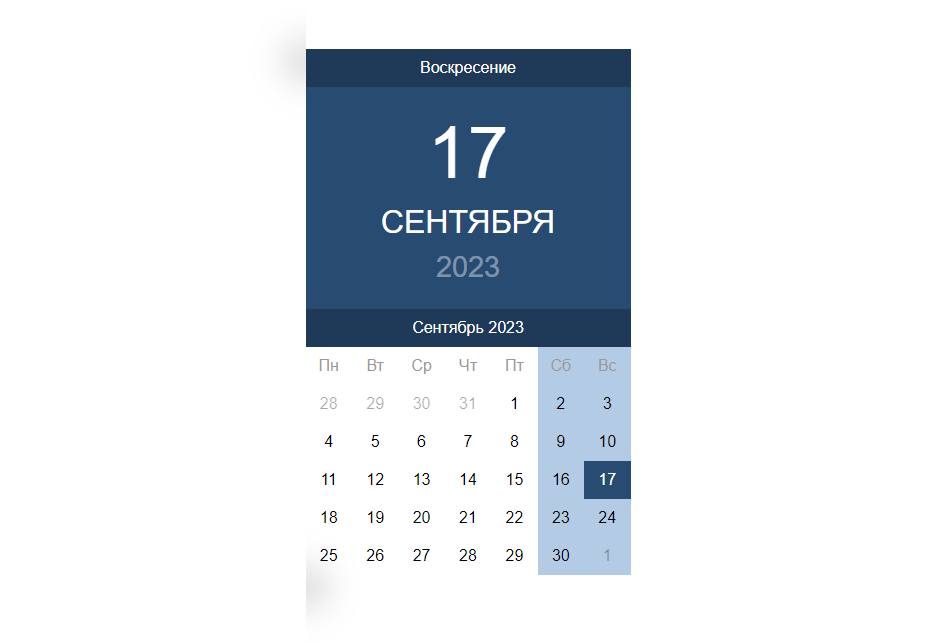 Воскресение
17
СЕНТЯБРЯ
2023
Сентябрь 2023
Пн Вт Ср Чт Пт Сб Вс
28 29 30 31 1 2 3
4 5 6 7 8 9 10
11 12 13 14 15 16 17
18 19 20 21 22 23 24
25 26 27 28 29 30 1